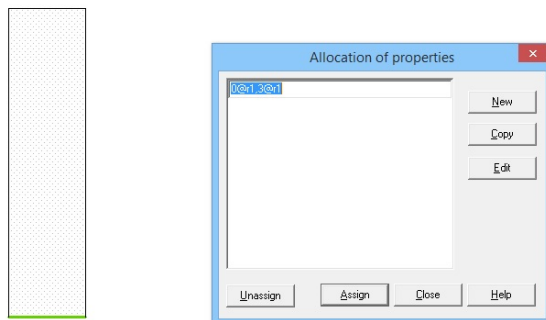 Allocation of properties
0@r1,3@r1
New
Copy
Edit
Unassign
Assign
Close
Help